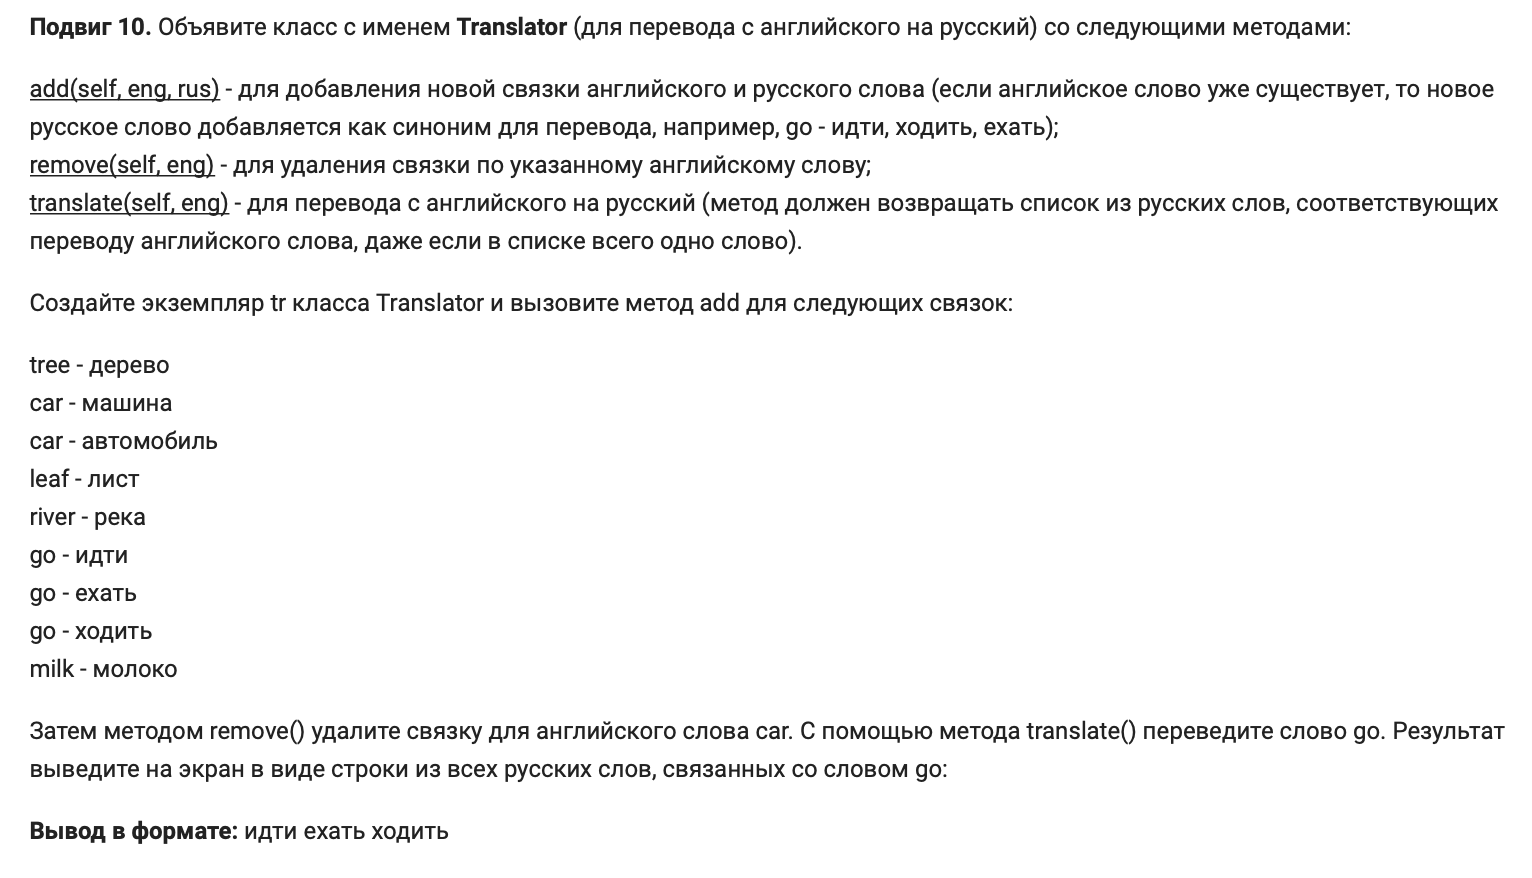 Подвиг 10. Объявите класс с именем Translator (для перевода с английского на русский) со следующими методами:
add(self, eng, rus) - для добавления новой связки английского и русского слова (если английское слово уже существует, то новое
русское слово добавляется как синоним для перевода, например, go - идти, ходить, ехать);
remove(self, eng) - для удаления связки по указанному английскому слову;
translate(self, eng) - для перевода с английского на русский (метод должен возвращать список из русских слов, соответствующих
переводу английского слова, даже если в списке всего одно слово).
Создайте экземпляр tr класса Translator и вызовите метод add для следующих связок:
tree - дерево
car - машина
car - автомобиль
leaf - лист
river - река
go - идти
go - ехать
go - ходить
milk - молоко
Затем методом remove() удалите связку для английского слова car. С помощью метода translate() переведите слово go. Результат
выведите на экран в виде строки из всех русских слов, связанных со словом go:
Вывод в формате: идти ехать ходить